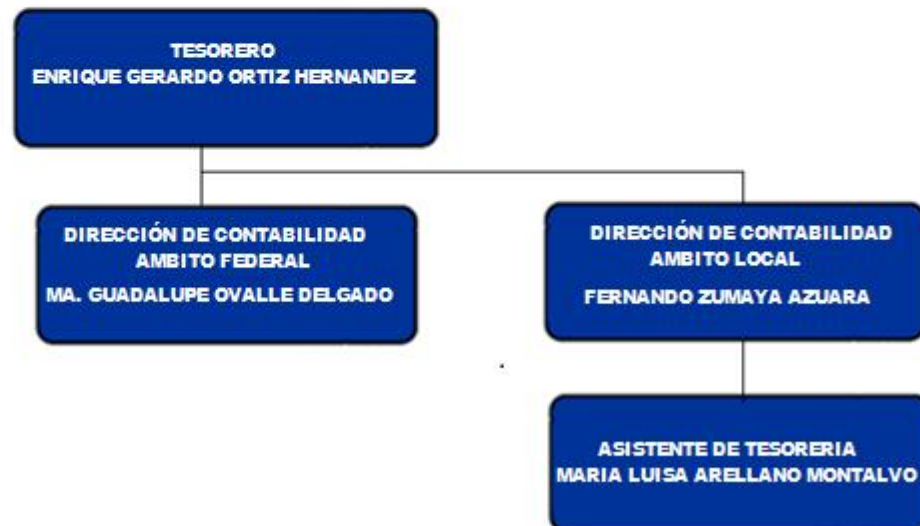 TESORERO
ENRIQUE GERARDO ORTIZ HERNANDEZ
DIRECCIÓN DE CONTABILIDAD
AMBITO FEDERAL
MA. GUADALUPE OVALLE DELGADO
DIRECCIÓN DE CONTABILIDAD
AMBITO LOCAL
FERNANDO ZUMAYA AZUARA
ASISTENTE DE TESORERIA
MARIA LUISA ARELLANO MONTALVO